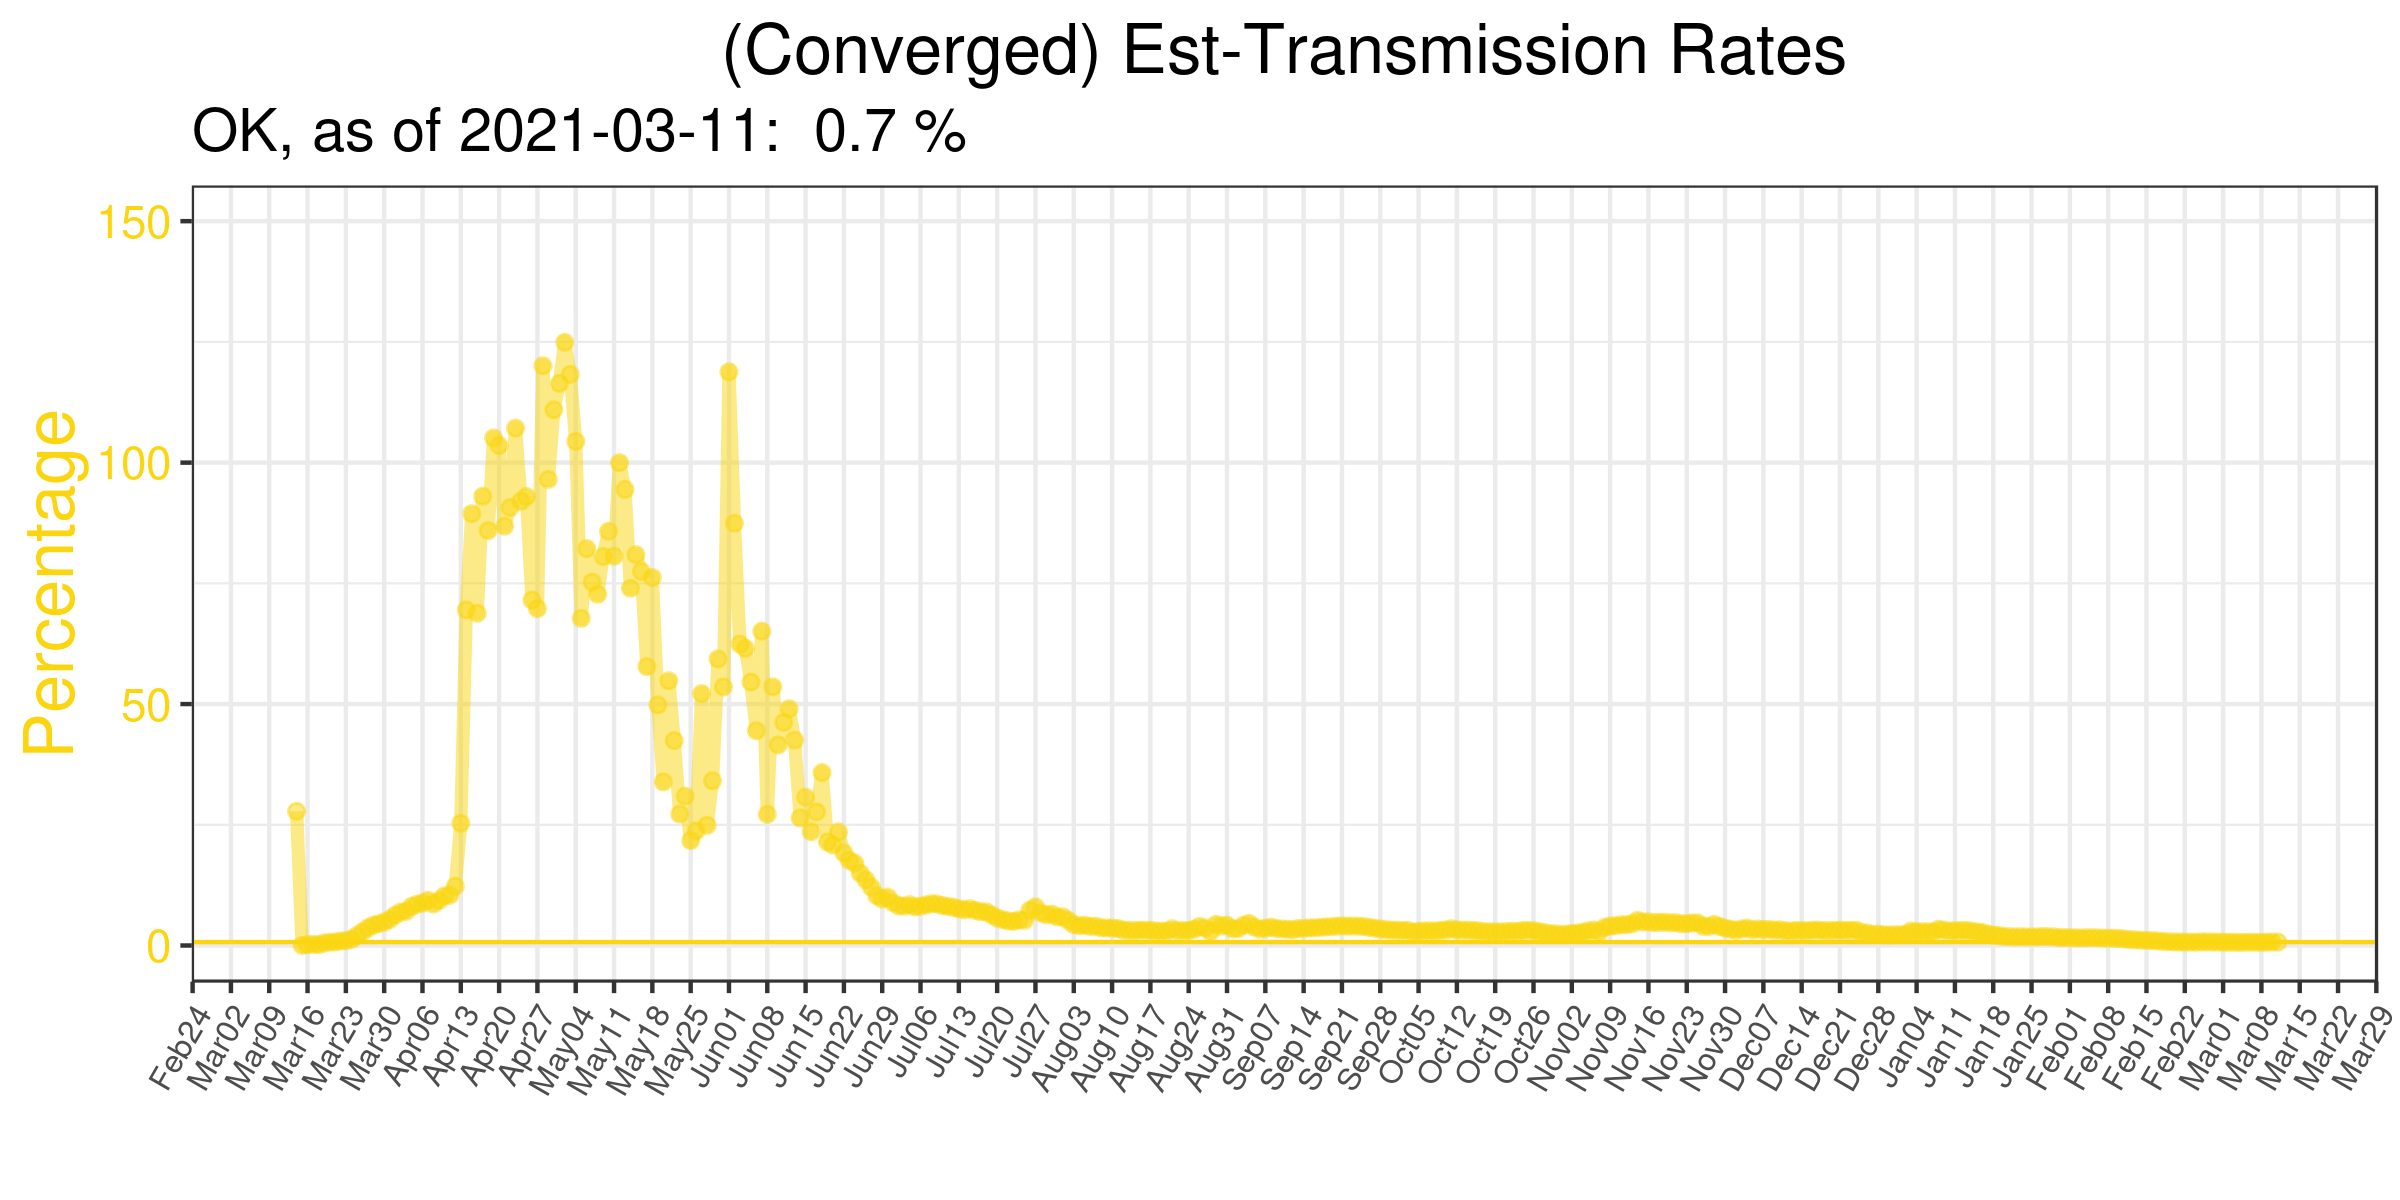 (Converged) Est-Transmission Rates
OK, as of 2021-03-11:  0.7 %
Percentage
150
100
50
0
Feb24
Mar02
Mar09
Mar16
Mar23
Mar30
Apr06
Apr13
Apr20
Apr27
May04
May11
May18
May25
Jun01
Jun08
Jun15
Jun22
Jun29
Jul06
Jul13
Jul20
Jul27
Aug03
Aug10
Aug17
Aug24
Aug31
Sep07
Sep14
Sep21
Sep28
Oct05
Oct12
Oct19
Oct26
Nov02
Nov09
Nov16
Nov23
Nov30
Dec07
Dec14
Dec21
Dec28
Jan04
Jan11
Jan18
Jan25
Feb01
Feb08
Feb15
Feb22
Mar01
Mar08
Mar15
Mar22
Mar29